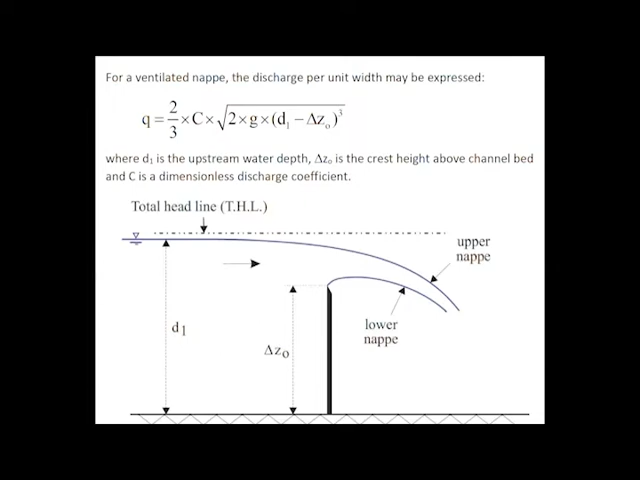 For a ventilated nappe, the discharge per unit width may be expressed:
q = 2/3 × C × √(2 × g × (d₁ − Δzₒ)³)
where d₁ is the upstream water depth, Δzₒ is the crest height above channel bed
and C is a dimensionless discharge coefficient.
Total head line (T.H.L.)
upper
nappe
d₁
lower
nappe
Δzₒ